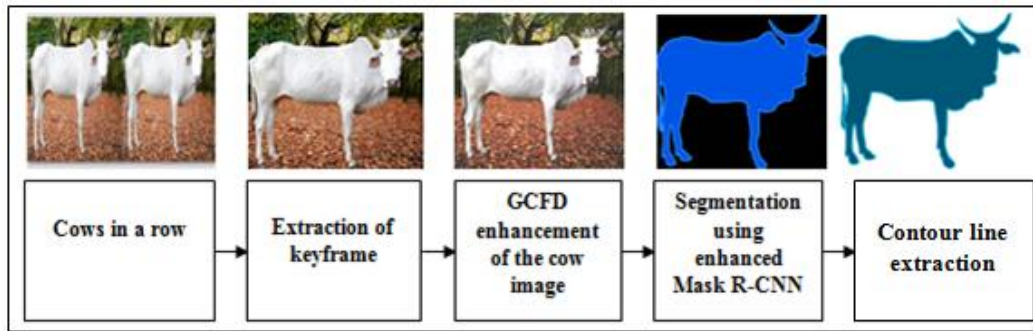 Cows in a row
Extraction of
keyframe
GCFD
enhancement
of the cow
image
Segmentation
using
enhanced
Mask R-CNN
Contour line
extraction